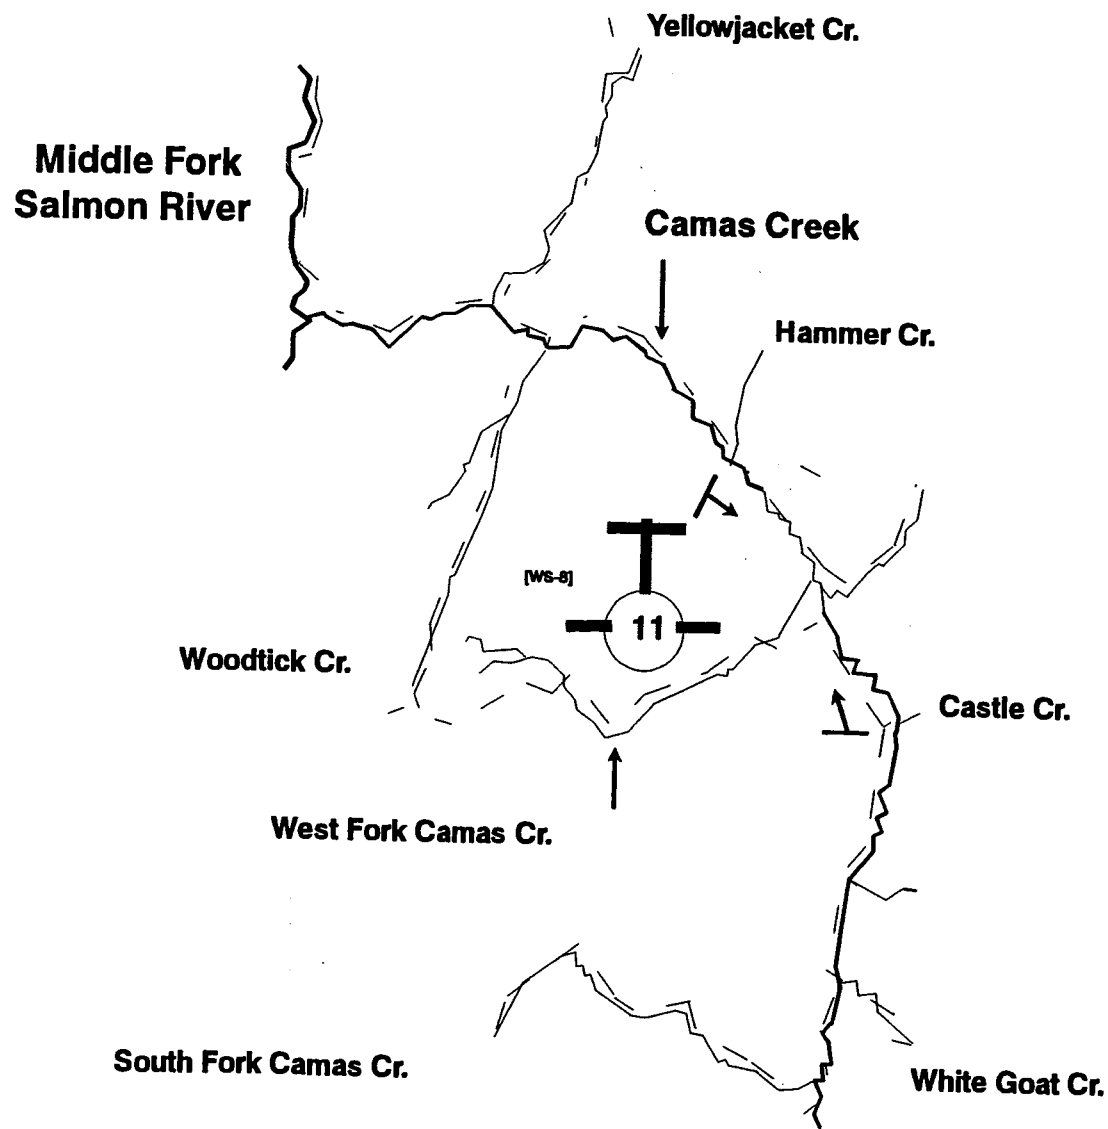 Yellowjacket Cr.
Middle Fork
Salmon River
Camas Creek
Hammer Cr.
[WS-8]
11
Woodtick Cr.
Castle Cr.
West Fork Camas Cr.
South Fork Camas Cr.
White Goat Cr.